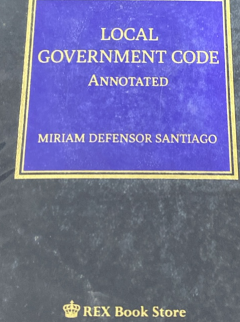 LOCAL
GOVERNMENT CODE
ANNOTATED
MIRIAM DEFENSOR SANTIAGO
REX Book Store